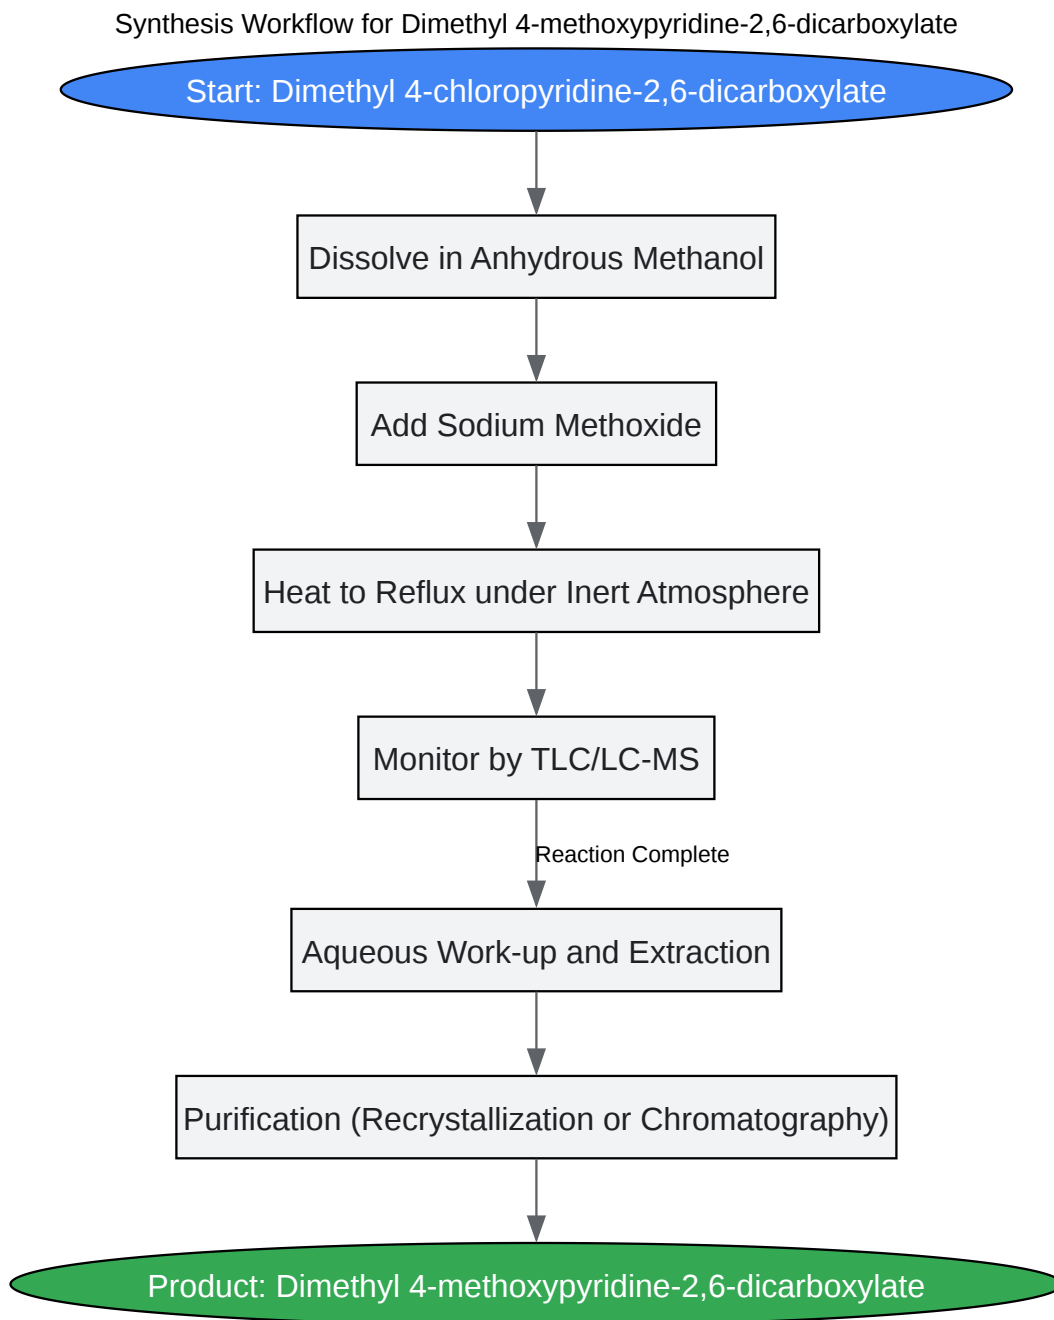 Synthesis Workflow for Dimethyl 4-methoxypyridine-2,6-dicarboxylate
Start: Dimethyl 4-chloropyridine-2,6-dicarboxylate
Dissolve in Anhydrous Methanol
Add Sodium Methoxide
Heat to Reflux under Inert Atmosphere
Monitor by TLC/LC-MS
Reaction Complete
Aqueous Work-up and Extraction
Purification (Recrystallization or Chromatography)
Product: Dimethyl 4-methoxypyridine-2,6-dicarboxylate